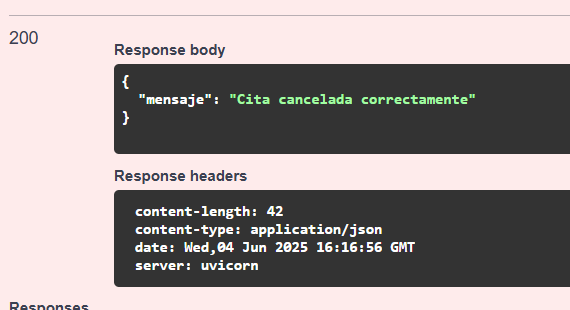 200
Response body
{
"mensaje": "Cita cancelada correctamente"
}
Response headers
content-length: 42
content-type: application/json
date: Wed,04 Jun 2025 16:16:56 GMT
server: uvicorn
Responses